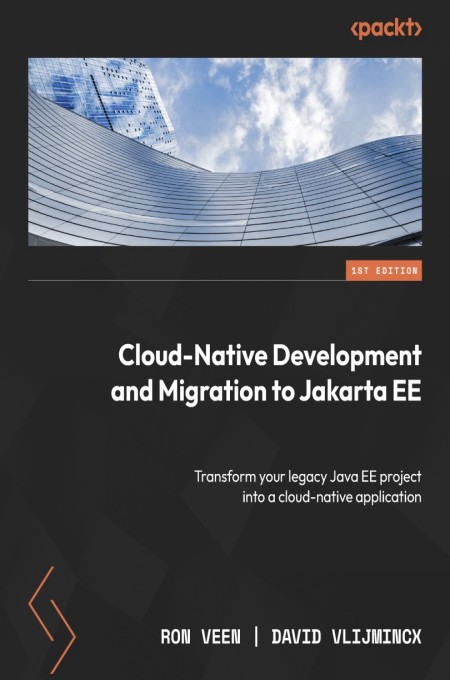 <packt>
1ST EDITION
Cloud-Native Development
and Migration to Jakarta EE
Transform your legacy Java EE project
into a cloud-native application
RON VEEN | DAVID VLIJMINCX